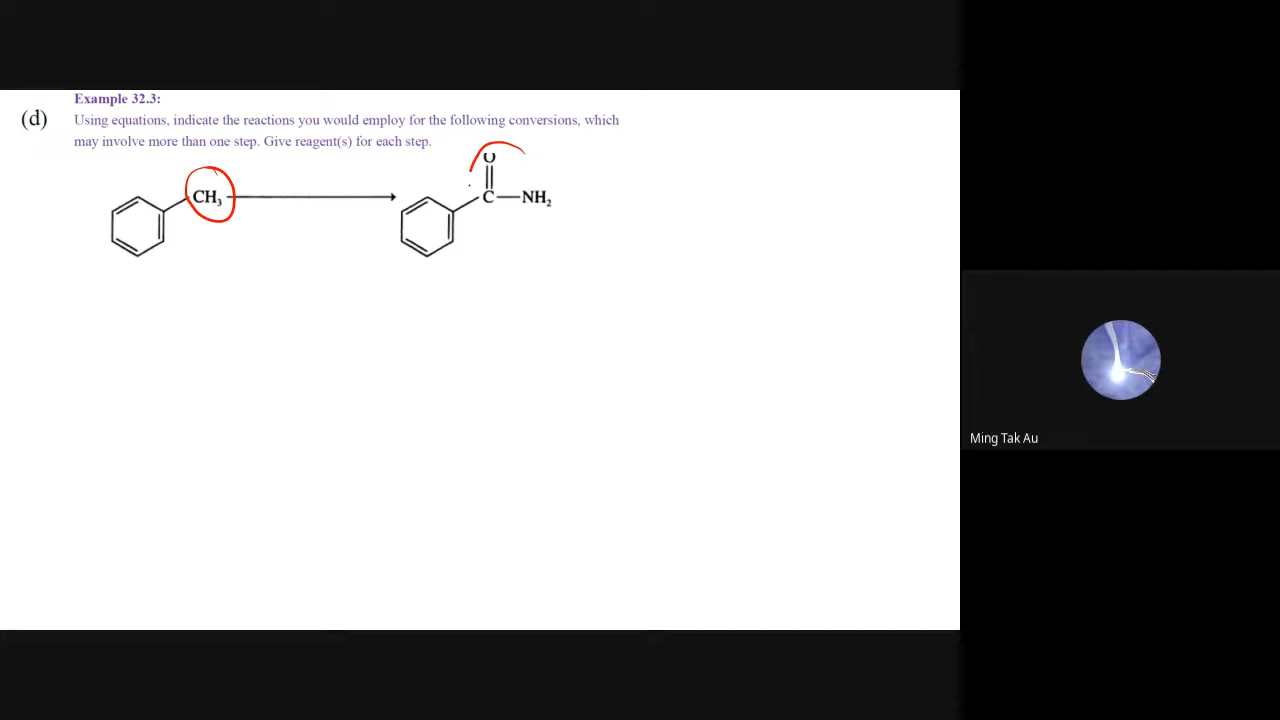 Example 32.3:
(d)
Using equations, indicate the reactions you would employ for the following conversions, which
may involve more than one step. Give reagent(s) for each step.
O
CH₃
C—NH₂
Ming Tak Au